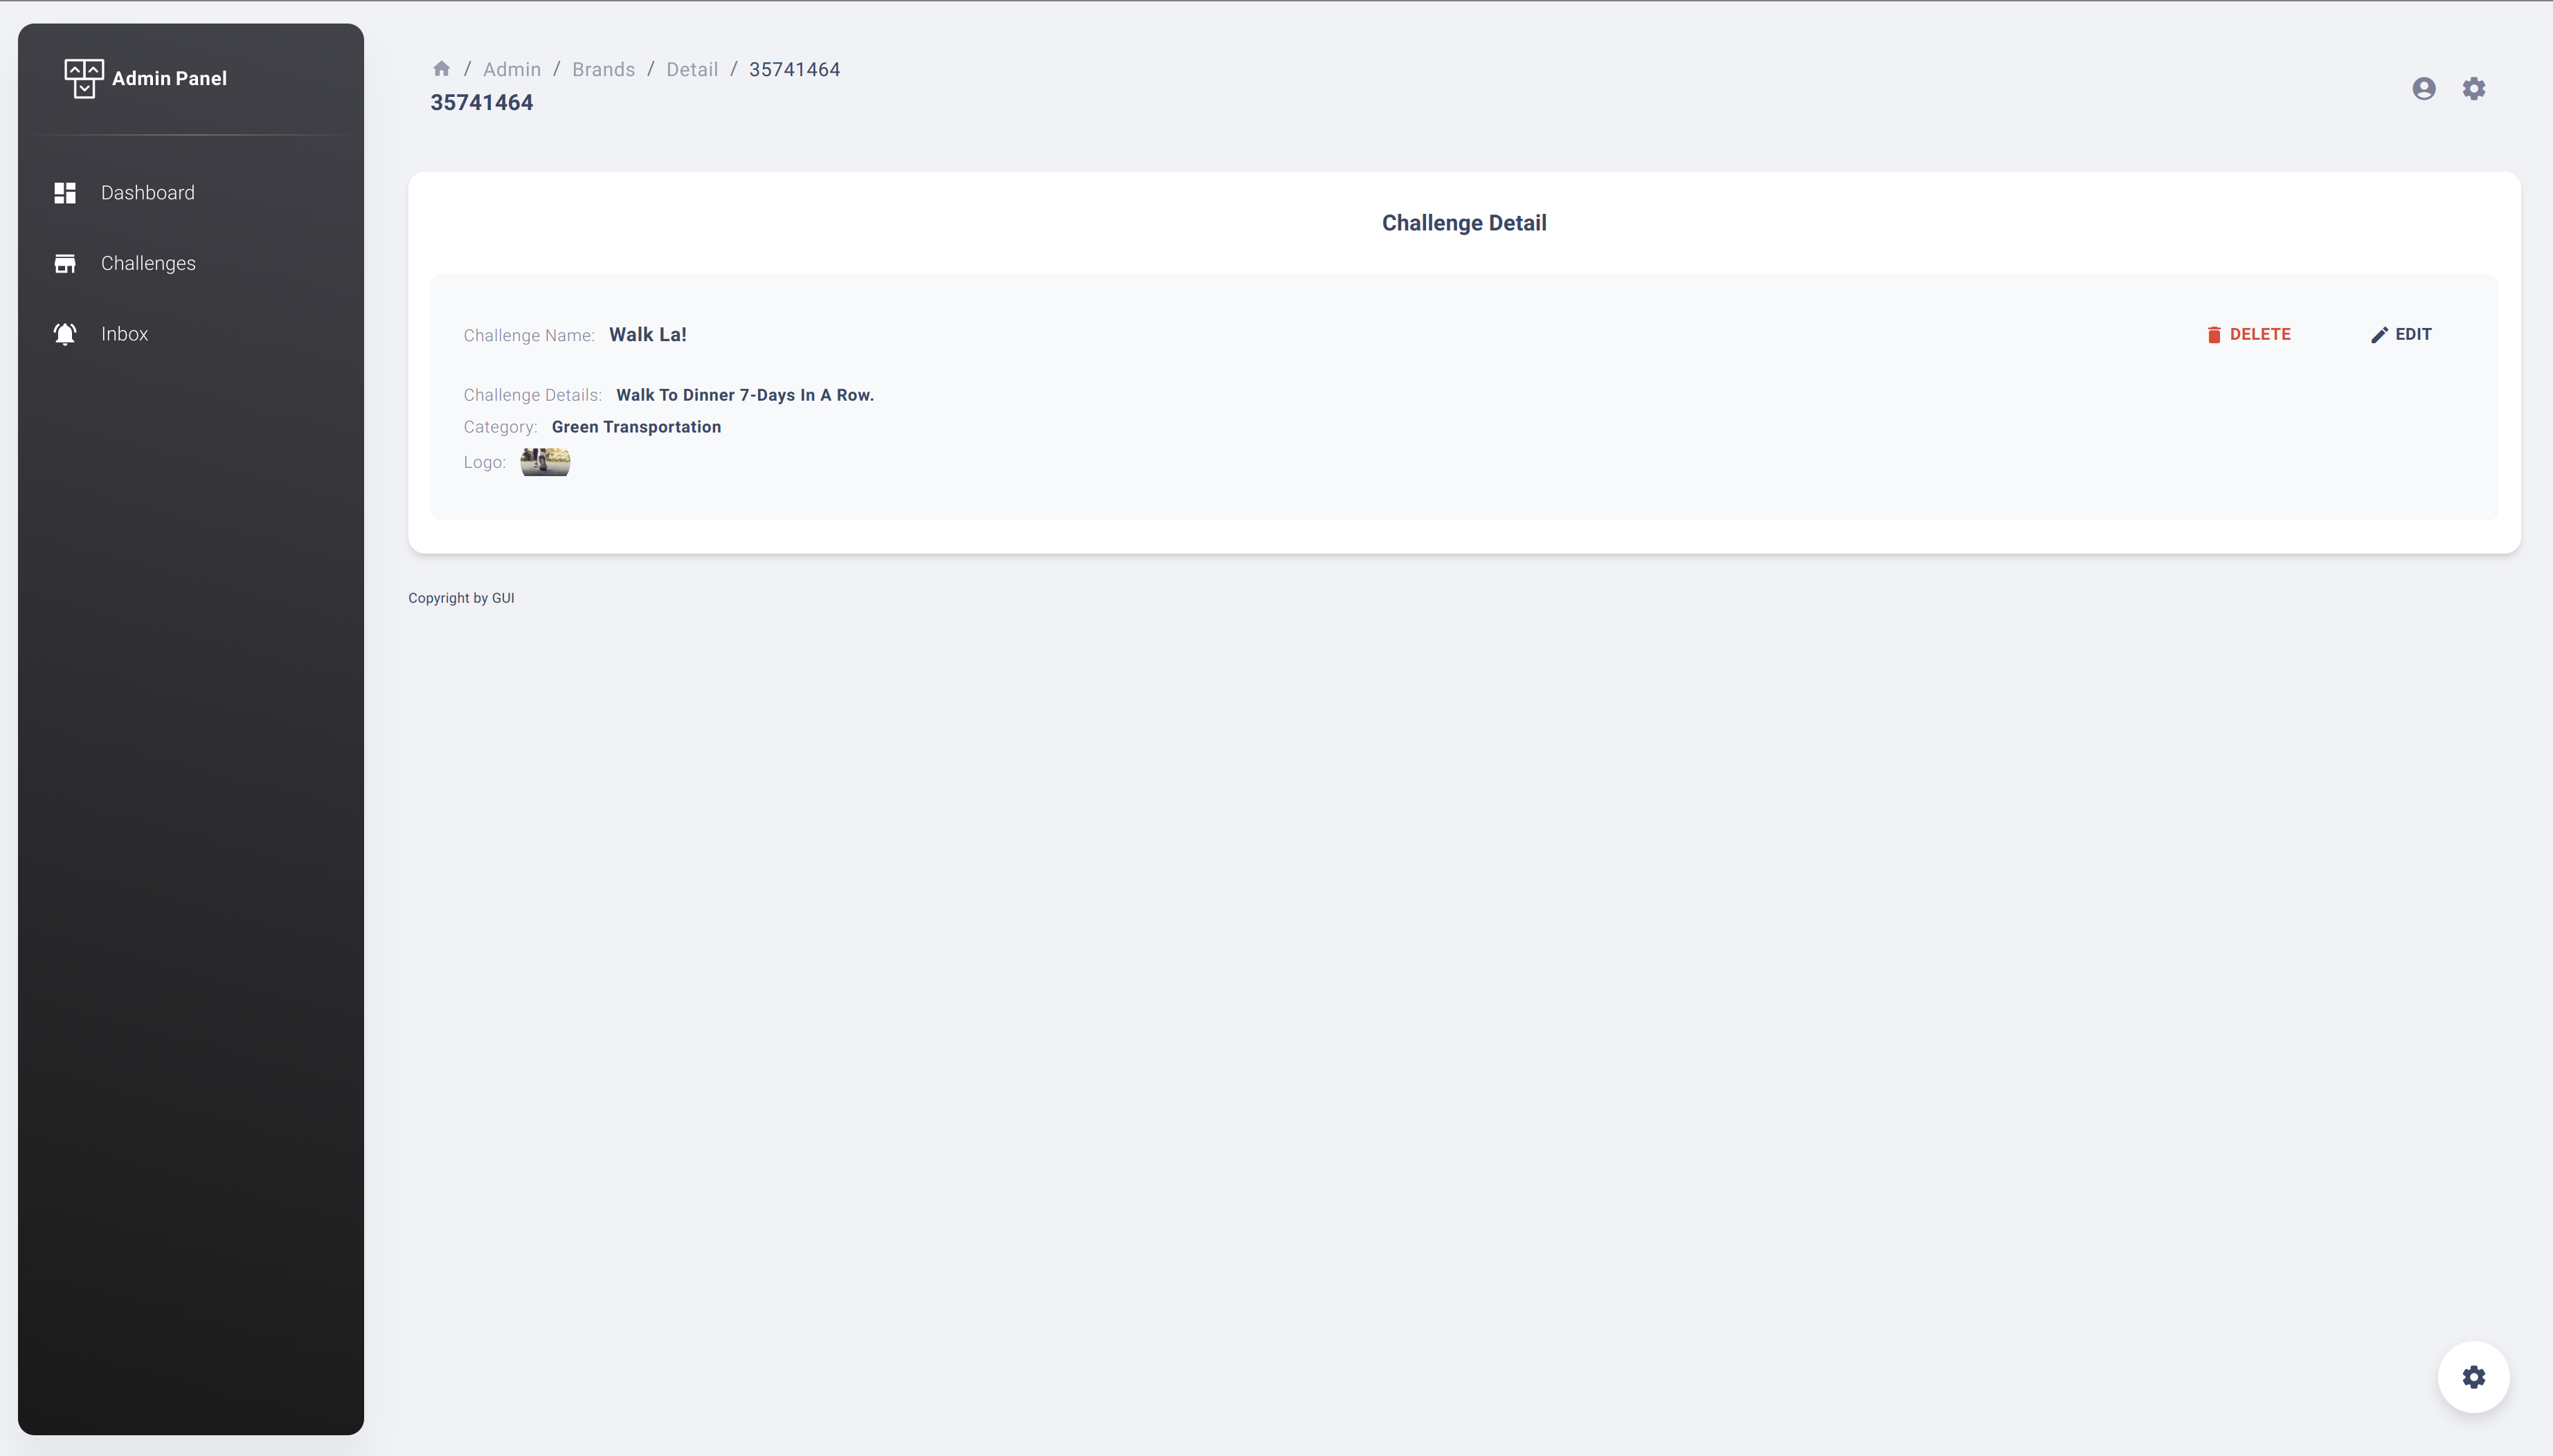 Admin Panel
Dashboard
Challenges
Inbox
/ Admin / Brands / Detail / 35741464
35741464
Challenge Detail
Challenge Name: Walk La!
DELETE
EDIT
Challenge Details: Walk To Dinner 7-Days In A Row.
Category: Green Transportation
Logo:
Copyright by GUI